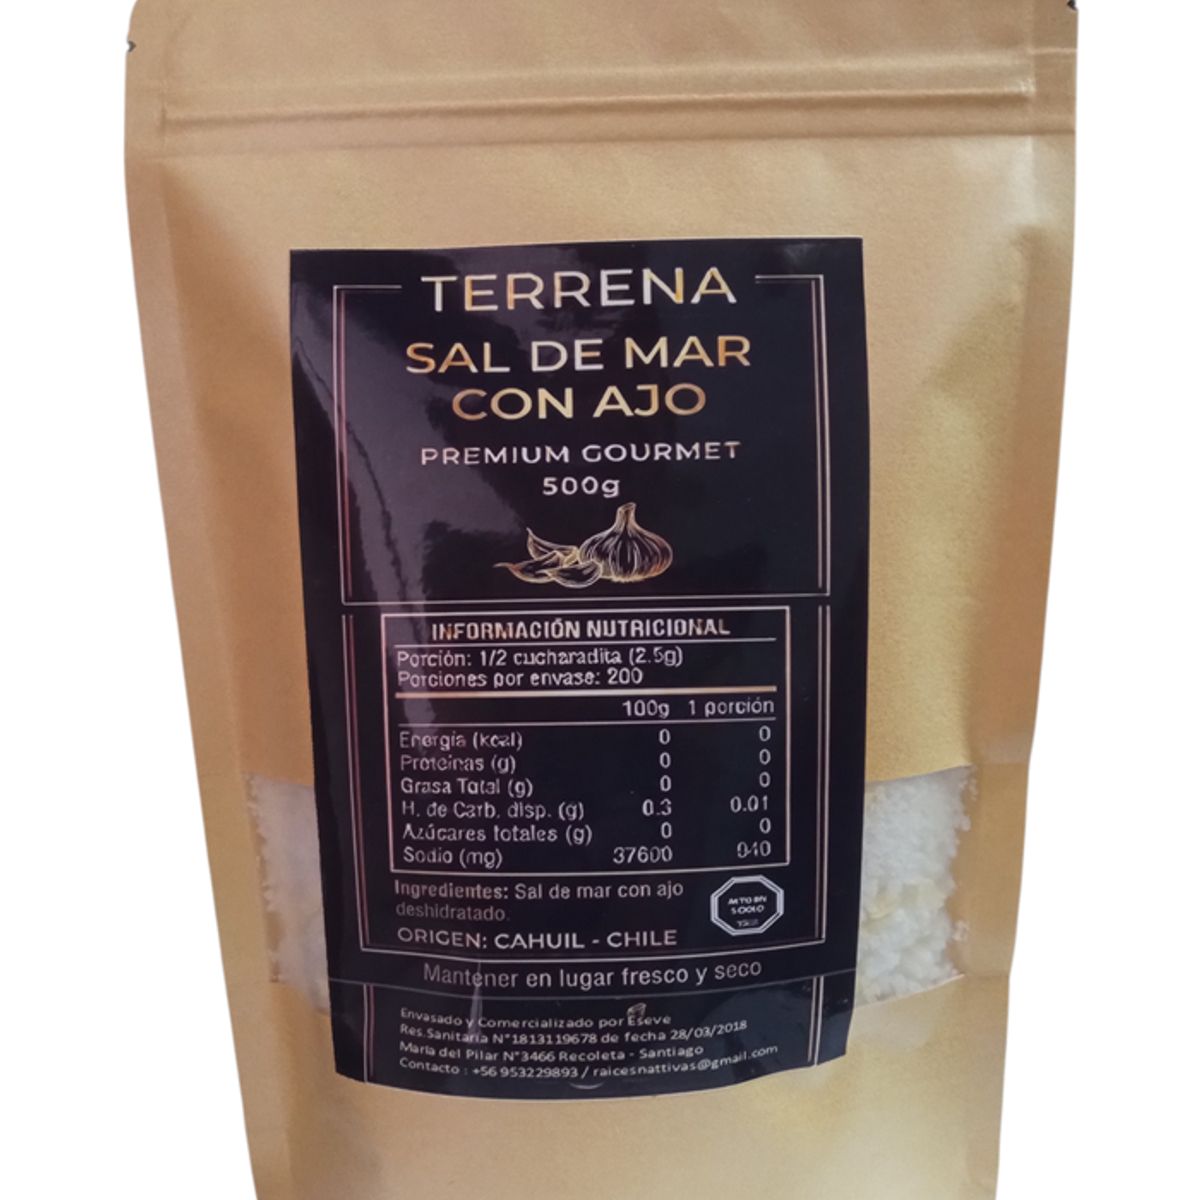 TERRENA
SAL DE MAR
CON AJO
PREMIUM GOURMET
500g
INFORMACIÓN NUTRICIONAL
Porción: 1/2 cucharadita (2.5g)
Porciones por envase: 200
100g 1 porción
Energía (kcal) 0 0
Proteínas (g) 0 0
Grasa Total (g) 0 0
H. de Carb. disp. (g) 0.3 0.01
Azúcares totales (g) 0 0
Sodio (mg) 37600 940
Ingredientes: Sal de mar con ajo
deshidratado.
ORIGEN: CAHUIL - CHILE
Mantener en lugar fresco y seco
Envasado y Comercializado por Eseve
Res.Sanitaria N°1813119678 de fecha 28/03/2018
María del Pilar N°3466 Recoleta - Santiago
Contacto : +56 953229893 / raicesnattivas@gmail.com